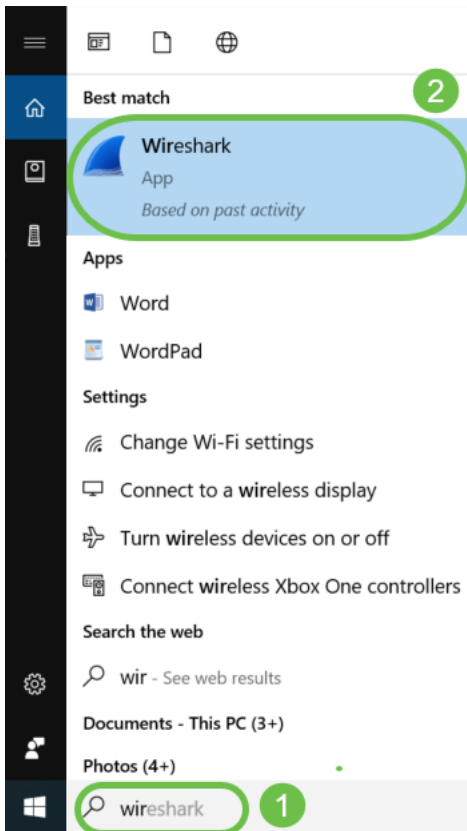 Best match
2
Wireshark
App
Based on past activity
Apps
Word
WordPad
Settings
Change Wi-Fi settings
Connect to a wireless display
Turn wireless devices on or off
Connect wireless Xbox One controllers
Search the web
wir - See web results
Documents - This PC (3+)
Photos (4+)
wireshark
1